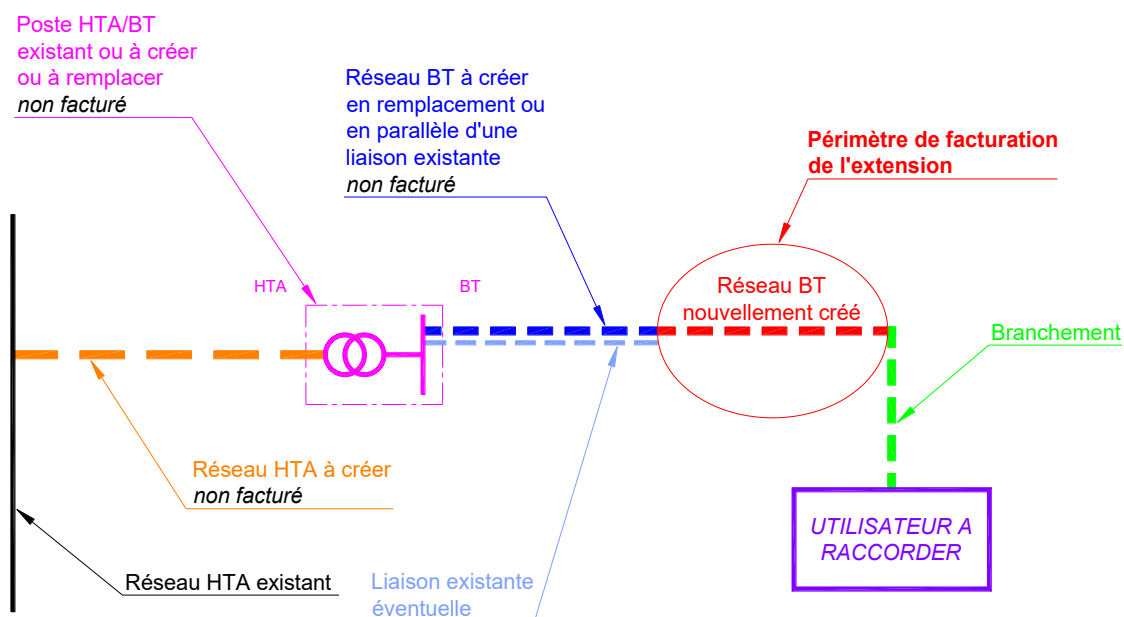 Poste HTA/BT
existant ou à créer
ou à remplacer
non facturé
Réseau BT à créer
en remplacement ou
en parallèle d'une
liaison existante
non facturé
Périmètre de facturation
de l'extension
HTA
BT
Réseau BT
nouvellement créé
Branchement
Réseau HTA à créer
non facturé
UTILISATEUR A
RACCORDER
Réseau HTA existant
Liaison existante
éventuelle